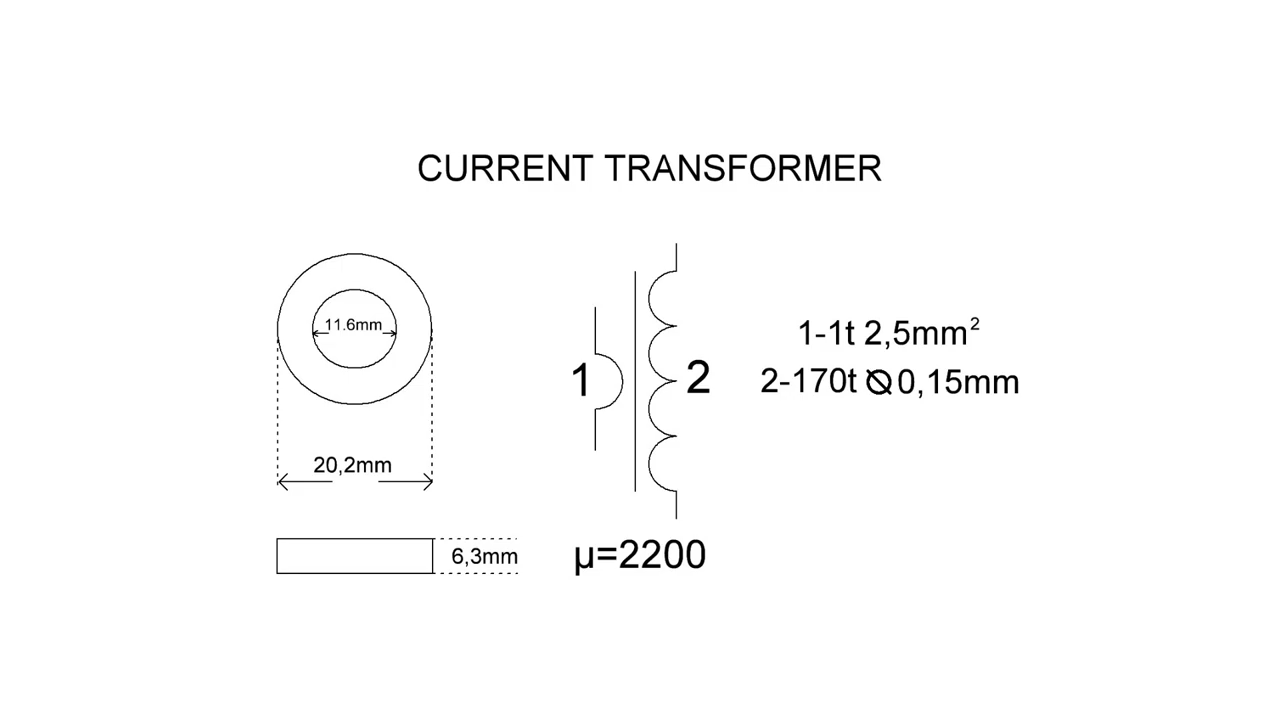 CURRENT TRANSFORMER
11.6mm
20,2mm
6,3mm
1
2
µ=2200
1-1t 2,5mm²
2-170t Ø 0,15mm